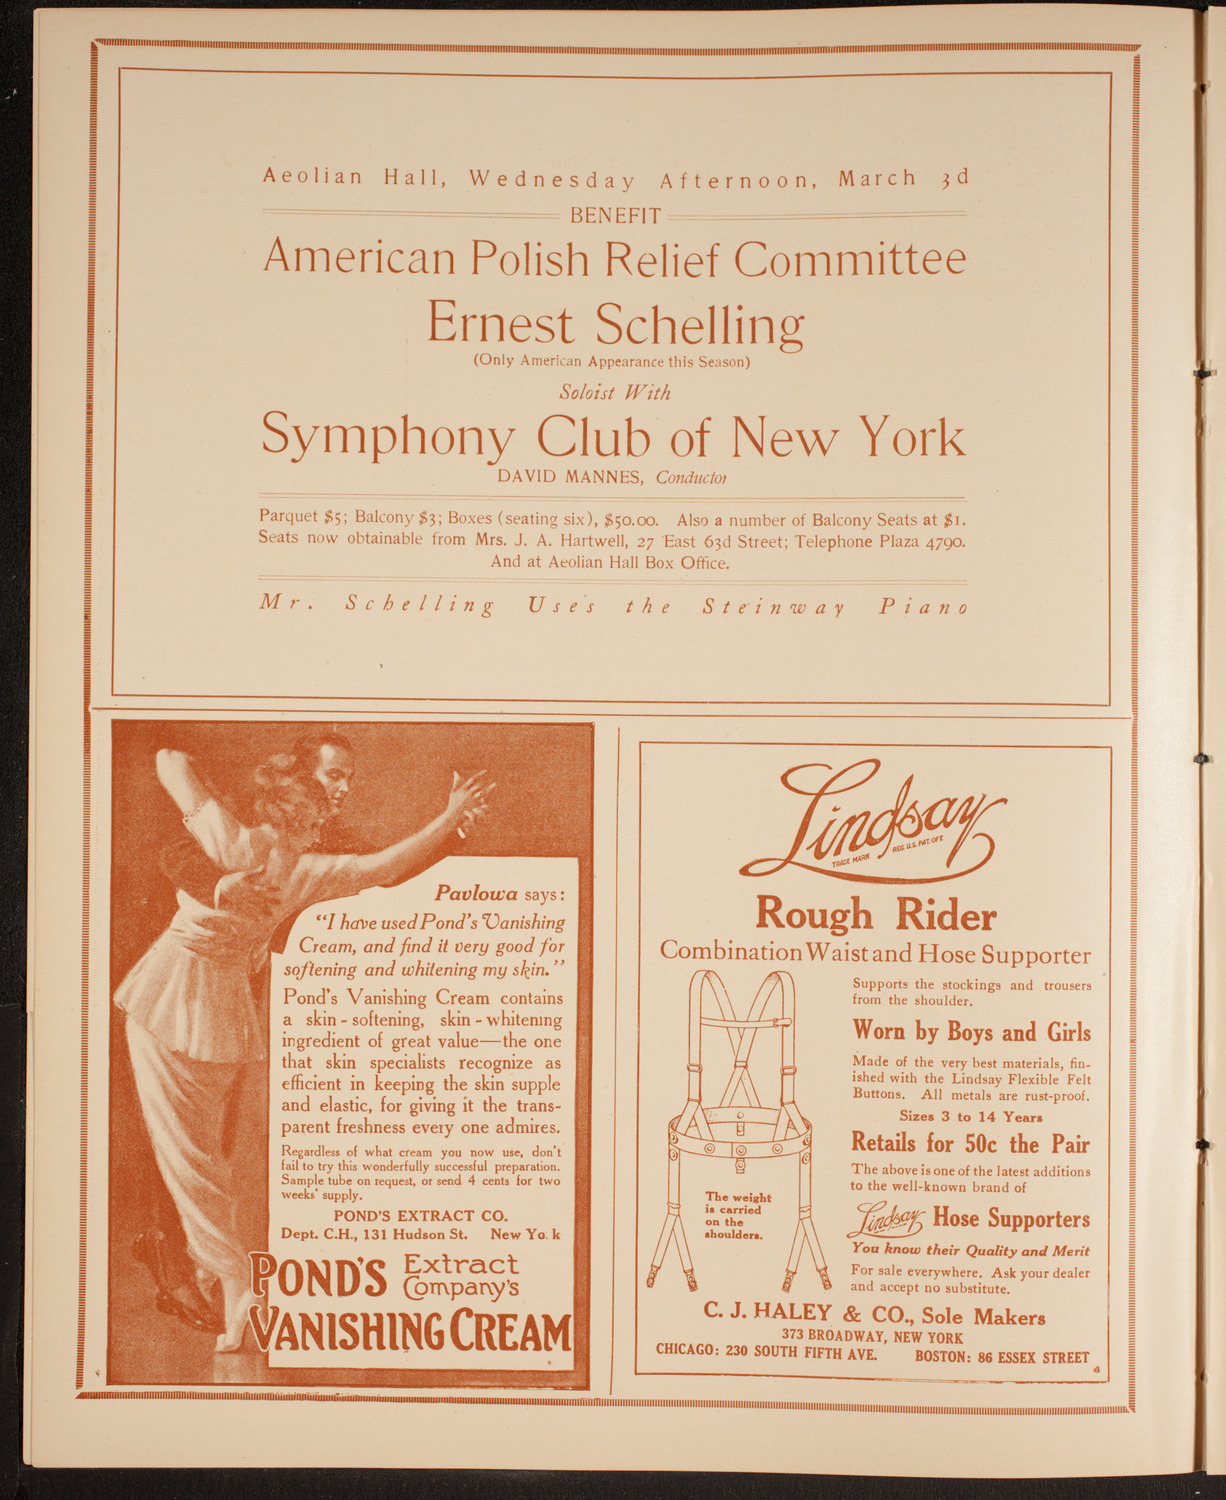 Aeolian Hall, Wednesday Afternoon, March 3d
BENEFIT
American Polish Relief Committee
Ernest Schelling
(Only American Appearance this Season)
Soloist With
Symphony Club of New York
DAVID MANNES, Conductor
Parquet $5; Balcony $3; Boxes (seating six), $50.00. Also a number of Balcony Seats at $1.
Seats now obtainable from Mrs. J. A. Hartwell, 27 East 63d Street; Telephone Plaza 4790.
And at Aeolian Hall Box Office.
Mr. Schelling Uses the Steinway Piano
Pavlowa says:
"I have used Pond's Vanishing
Cream, and find it very good for
softening and whitening my skin."
Pond's Vanishing Cream contains
a skin-softening, skin-whitening
ingredient of great value—the one
that skin specialists recognize as
efficient in keeping the skin supple
and elastic, for giving it the trans-
parent freshness every one admires.
Regardless of what cream you now use, don't
fail to try this wonderfully successful preparation.
Sample tube on request, or send 4 cents for two
weeks' supply.
POND'S EXTRACT CO.
Dept. C.H., 131 Hudson St. New Yo.k
POND'S Extract
Company's
VANISHING CREAM
Lindsay
TRADE MARK REG. U.S. PAT. OFF.
Rough Rider
Combination Waist and Hose Supporter
Supports the stockings and trousers
from the shoulder.
Worn by Boys and Girls
Made of the very best materials, fin-
ished with the Lindsay Flexible Felt
Buttons. All metals are rust-proof.
Sizes 3 to 14 Years
Retails for 50c the Pair
The above is one of the latest additions
to the well-known brand of
Lindsay Hose Supporters
You know their Quality and Merit
For sale everywhere. Ask your dealer
and accept no substitute.
The weight
is carried
on the
shoulders.
C. J. HALEY & CO., Sole Makers
373 BROADWAY, NEW YORK
CHICAGO: 230 SOUTH FIFTH AVE. BOSTON: 86 ESSEX STREET